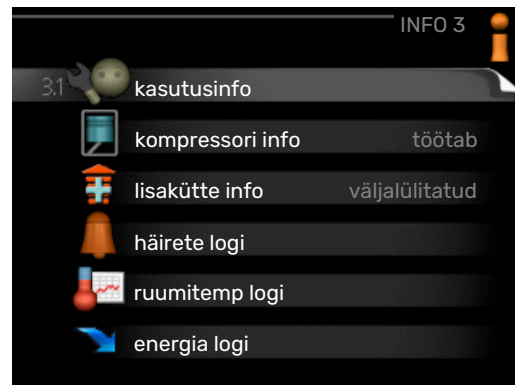 INFO 3
3.1 kasutusinfo
kompressori info töötab
lisakütte info väljalülitatud
häirete logi
ruumitemp logi
energia logi